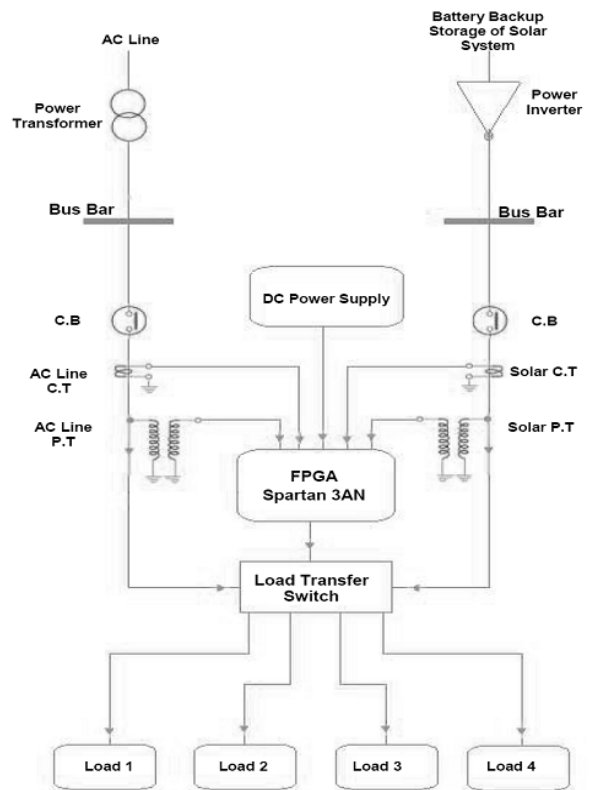 AC Line
Battery Backup
Storage of Solar
System
Power
Transformer
Power
Inverter
Bus Bar
Bus Bar
DC Power Supply
C.B
C.B
AC Line
C.T
Solar C.T
AC Line
P.T
Solar P.T
FPGA
Spartan 3AN
Load Transfer
Switch
Load 1
Load 2
Load 3
Load 4